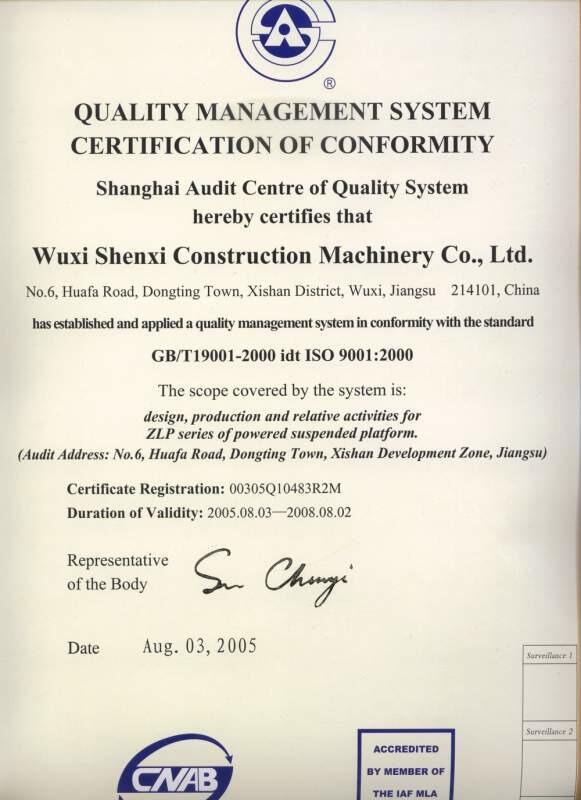 ®
QUALITY MANAGEMENT SYSTEM
CERTIFICATION OF CONFORMITY
Shanghai Audit Centre of Quality System
hereby certifies that
Wuxi Shenxi Construction Machinery Co., Ltd.
No.6, Huafa Road, Dongting Town, Xishan District, Wuxi, Jiangsu 214101, China
has established and applied a quality management system in conformity with the standard
GB/T19001-2000 idt ISO 9001:2000
The scope covered by the system is:
design, production and relative activities for
ZLP series of powered suspended platform.
(Audit Address: No.6, Huafa Road, Dongting Town, Xishan Development Zone, Jiangsu)
Certificate Registration: 00305Q10483R2M
Duration of Validity: 2005.08.03—2008.08.02
Representative
of the Body
Date Aug. 03, 2005
Surveillance 1
Surveillance 2
CNAB
ACCREDITED
BY MEMBER OF
THE IAF MLA